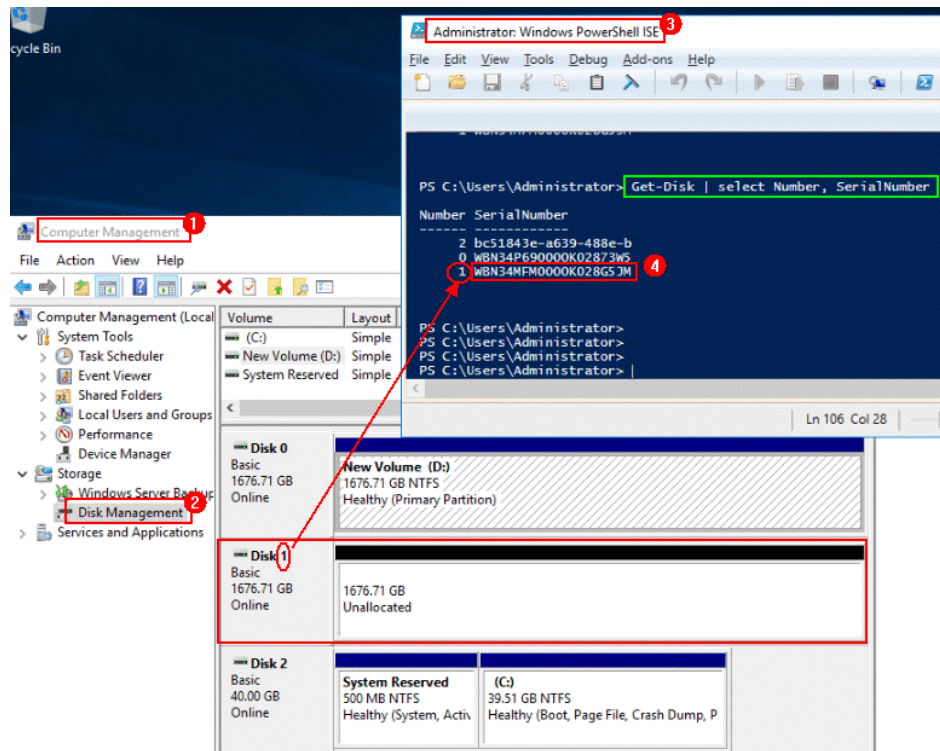 cycle Bin
Administrator: Windows PowerShell ISE
3
File Edit View Tools Debug Add-ons Help
PS C:\Users\Administrator> Get-Disk | select Number, SerialNumber
Number SerialNumber
------ ------------
2 bc51843e-a639-488e-b
0 WBN34P690000K02873W5
1 WBN34MFM0000K028G5JM
4
PS C:\Users\Administrator>
PS C:\Users\Administrator>
PS C:\Users\Administrator>
PS C:\Users\Administrator>
Ln 106 Col 28
Computer Management
1
File Action View Help
Computer Management (Local
System Tools
Task Scheduler
Event Viewer
Shared Folders
Local Users and Groups
Performance
Device Manager
Storage
Windows Server Backup
Disk Management
2
Services and Applications
Volume Layout
(C:) Simple
New Volume (D:) Simple
System Reserved Simple
Disk 0
Basic
1676.71 GB
Online
New Volume (D:)
1676.71 GB NTFS
Healthy (Primary Partition)
Disk 1
Basic
1676.71 GB
Online
1676.71 GB
Unallocated
Disk 2
Basic
40.00 GB
Online
System Reserved
500 MB NTFS
Healthy (System, Activ
(C:)
39.51 GB NTFS
Healthy (Boot, Page File, Crash Dump, P